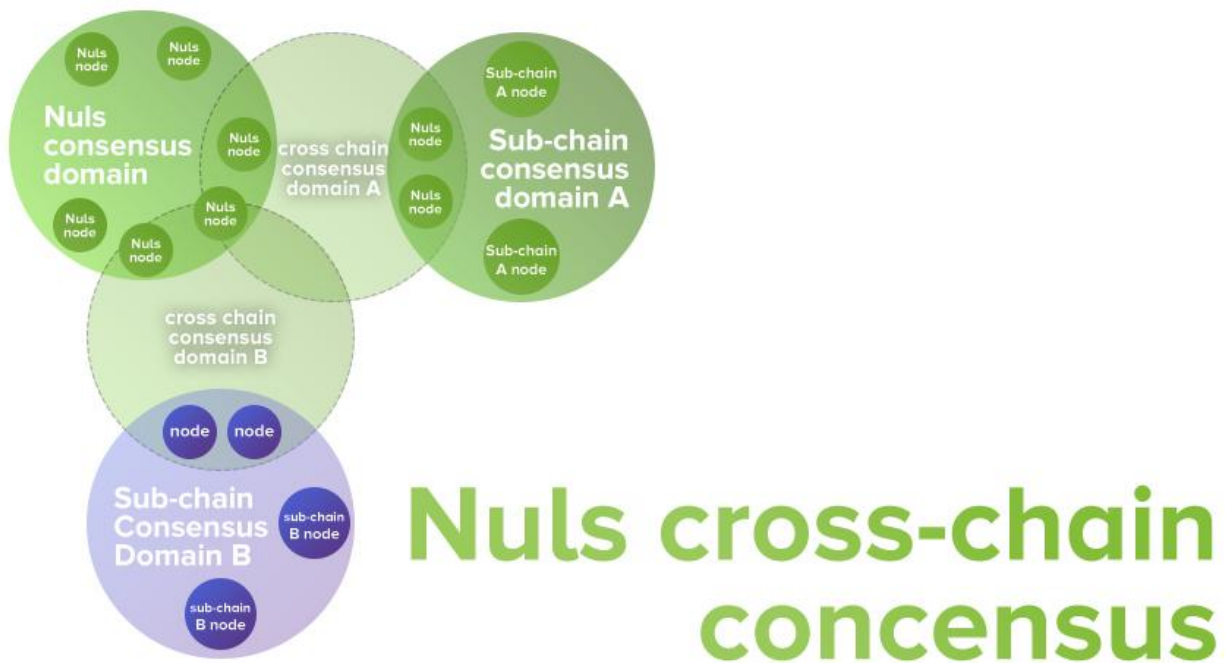 Nuls
node
Nuls
node
Nuls
consensus
domain
Nuls
node
Nuls
node
Nuls
node
Nuls
node
cross chain
consensus
domain A
Nuls
node
Nuls
node
Sub-chain
A node
Sub-chain
consensus
domain A
Sub-chain
A node
cross chain
consensus
domain B
node
node
Sub-chain
Consensus
Domain B
sub-chain
B node
sub-chain
B node
Nuls cross-chain
concensus